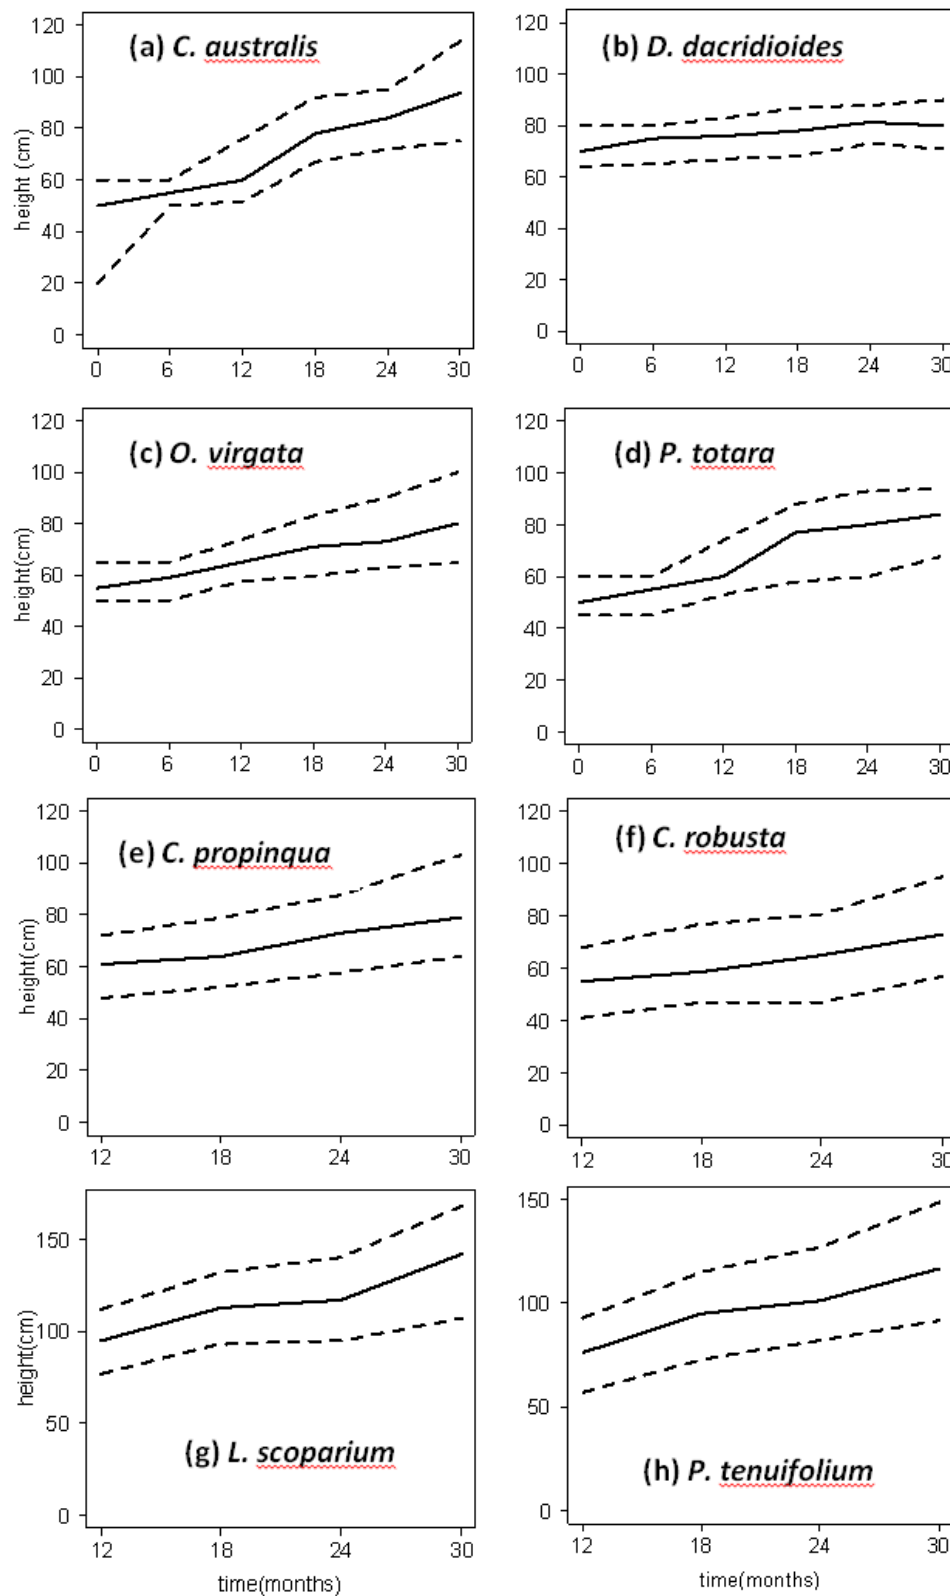 (a) C. australis
height (cm)
120
100
80
60
40
20
0
0 6 12 18 24 30
(b) D. dacridioides
120
100
80
60
40
20
0
0 6 12 18 24 30
(c) O. virgata
height(cm)
120
100
80
60
40
20
0
0 6 12 18 24 30
(d) P. totara
120
100
80
60
40
20
0
0 6 12 18 24 30
(e) C. propinqua
height(cm)
120
100
80
60
40
20
0
12 18 24 30
(f) C. robusta
120
100
80
60
40
20
0
12 18 24 30
(g) L. scoparium
height(cm)
150
100
50
0
12 18 24 30
time(months)
(h) P. tenuifolium
150
100
50
0
12 18 24 30
time(months)